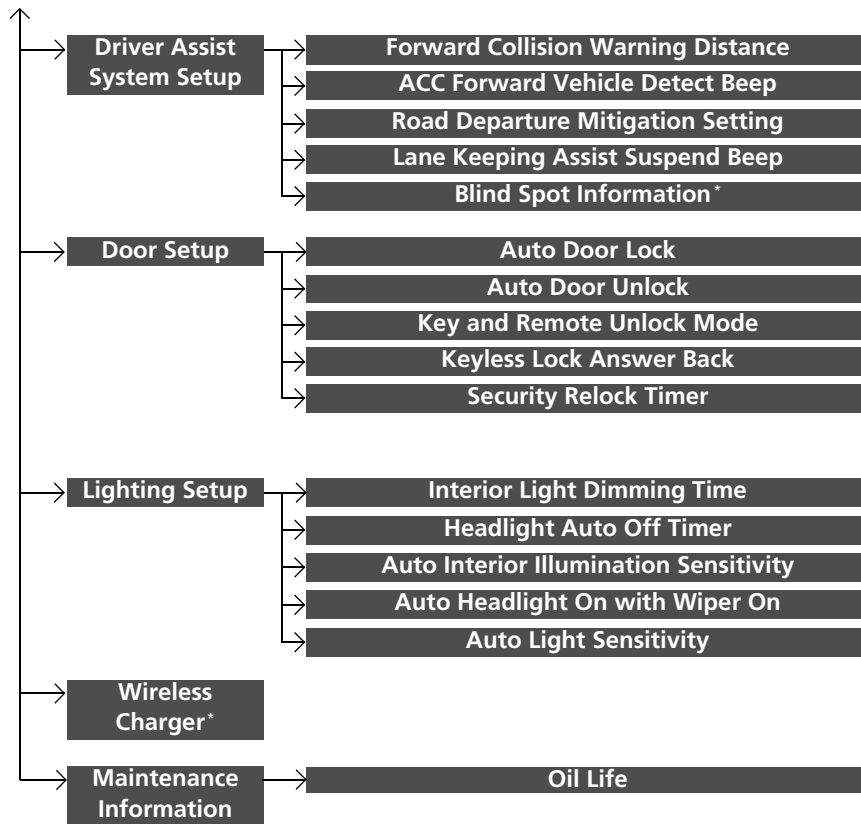 Driver Assist
System Setup
Forward Collision Warning Distance
ACC Forward Vehicle Detect Beep
Road Departure Mitigation Setting
Lane Keeping Assist Suspend Beep
Blind Spot Information*
Door Setup
Auto Door Lock
Auto Door Unlock
Key and Remote Unlock Mode
Keyless Lock Answer Back
Security Relock Timer
Lighting Setup
Interior Light Dimming Time
Headlight Auto Off Timer
Auto Interior Illumination Sensitivity
Auto Headlight On with Wiper On
Auto Light Sensitivity
Wireless
Charger*
Maintenance
Information
Oil Life